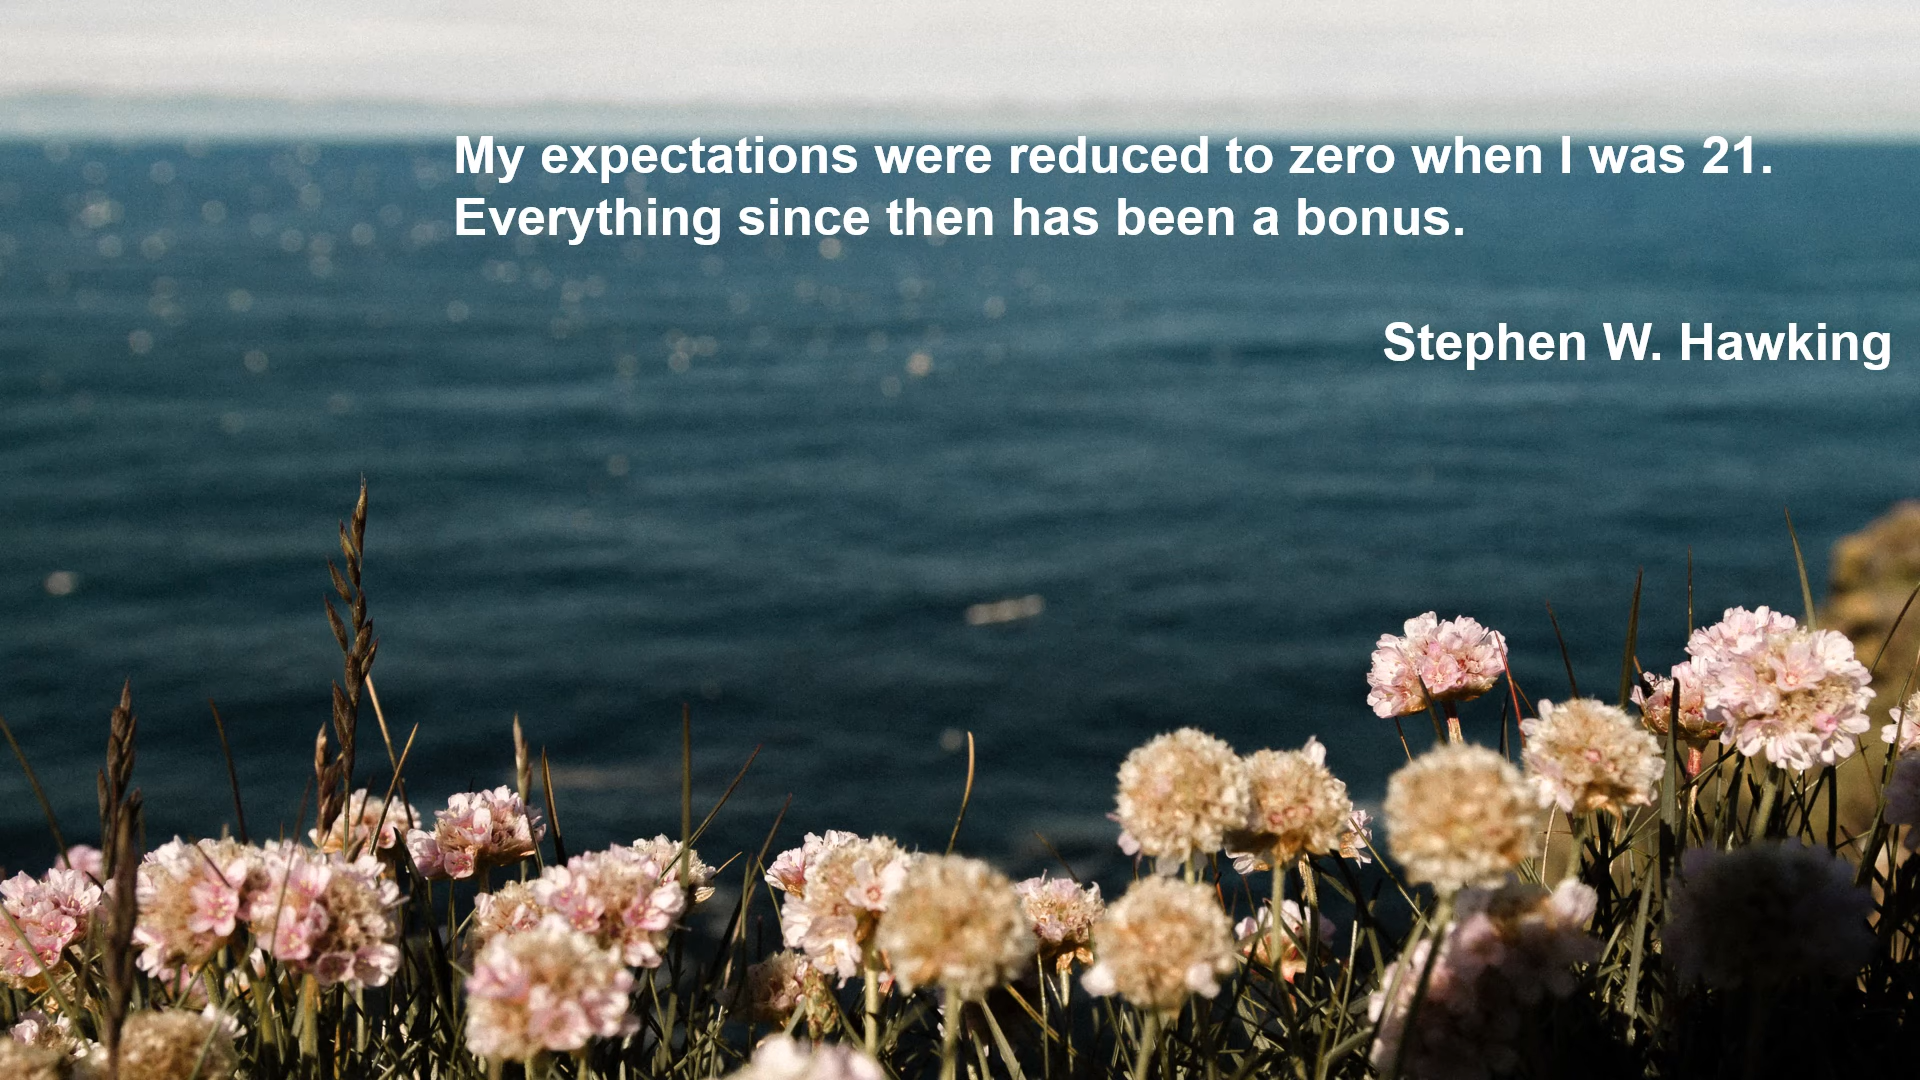 My expectations were reduced to zero when I was 21.
Everything since then has been a bonus.
Stephen W. Hawking